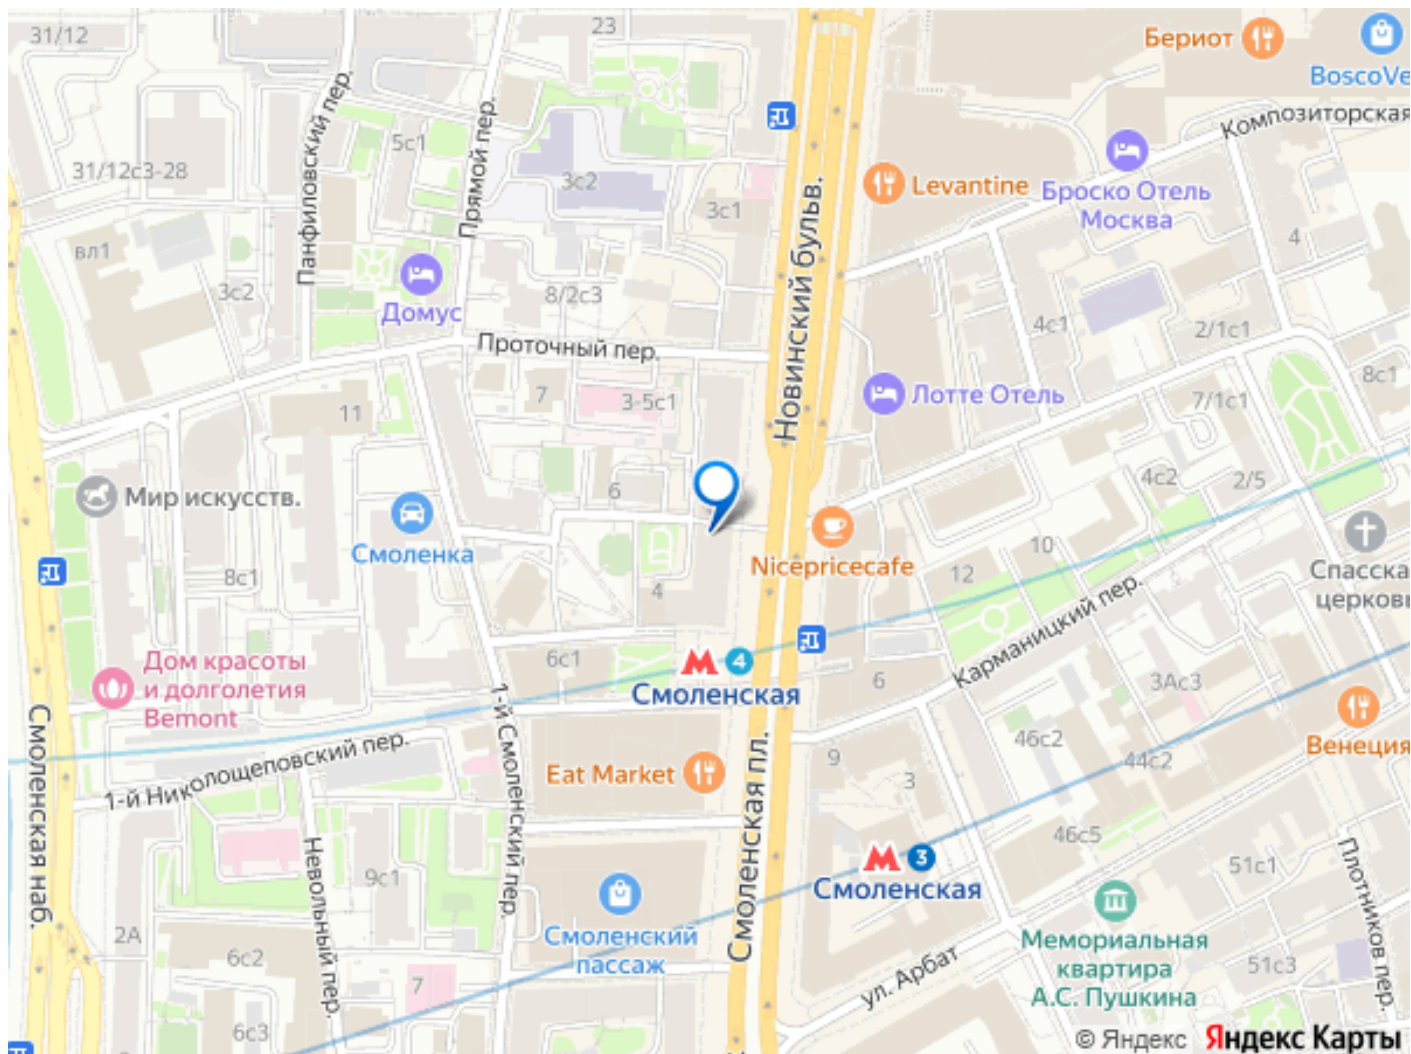 31/12
23
Бериот
BoscoVe
Композиторская
Панфиловский пер.
5с1
Прямой пер.
31/12с3-28
3с2
3с1
Levantine
Броско Отель
Москва
вл1
3с2
Домус
8/2с3
Новинский бульв.
4
4с1
2/1с1
Проточный пер.
8с1
11
7
3-5с1
Лотте Отель
7/1с1
Мир искусств.
6
4с2
2/5
Смоленка
Nicepricecafe
10
12
Спасска
церковь
8с1
4
Карманицкий пер.
Дом красоты
и долголетия
Bemont
6с1
4
Смоленская
6
3Ас3
Смоленская наб.
1-й Смоленский пер.
1-й Николощеповский пер.
Eat Market
Смоленская пл.
9
3
46с2
44с2
Венеция
Невольный пер.
9с1
3
Смоленская
46с5
51с1
Плотников пер.
2А
6с2
Смоленский
пассаж
7
ул. Арбат
Мемориальная
квартира
А.С. Пушкина
51с3
6с3
© Яндекс Яндекс Карты